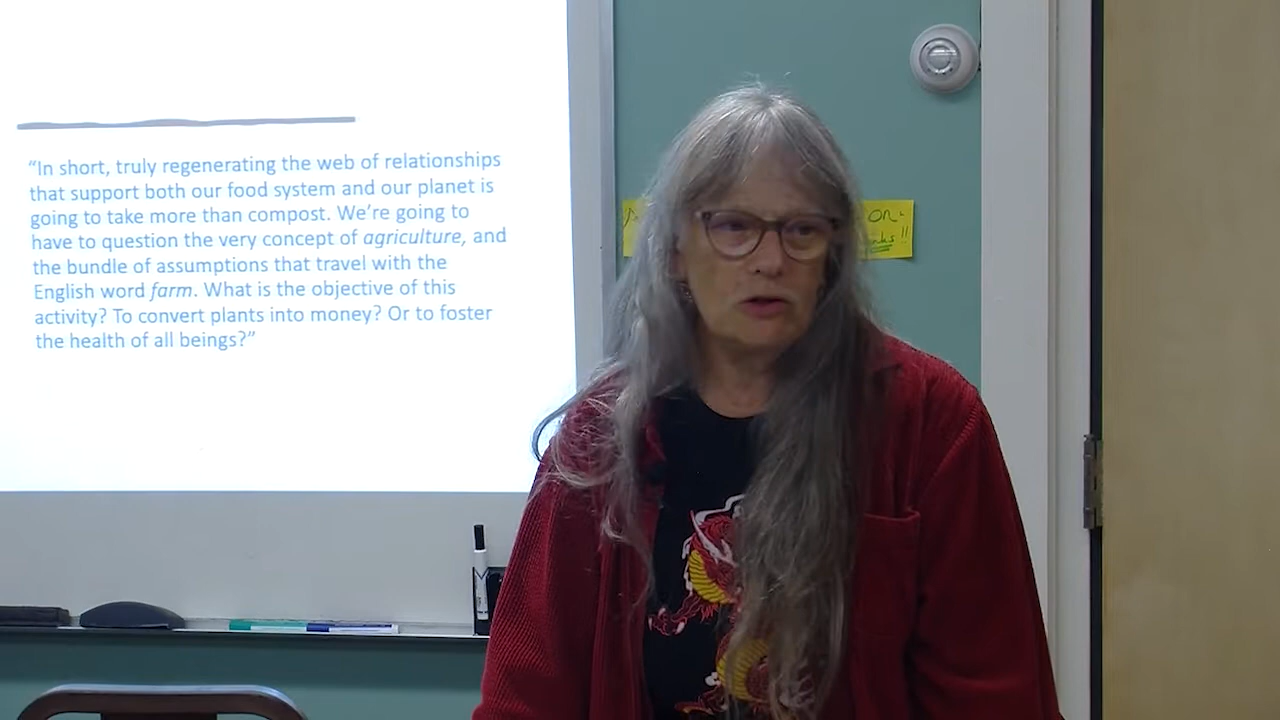 “In short, truly regenerating the web of relationships
that support both our food system and our planet is
going to take more than compost. We’re going to
have to question the very concept of agriculture, and
the bundle of assumptions that travel with the
English word farm. What is the objective of this
activity? To convert plants into money? Or to foster
the health of all beings?”